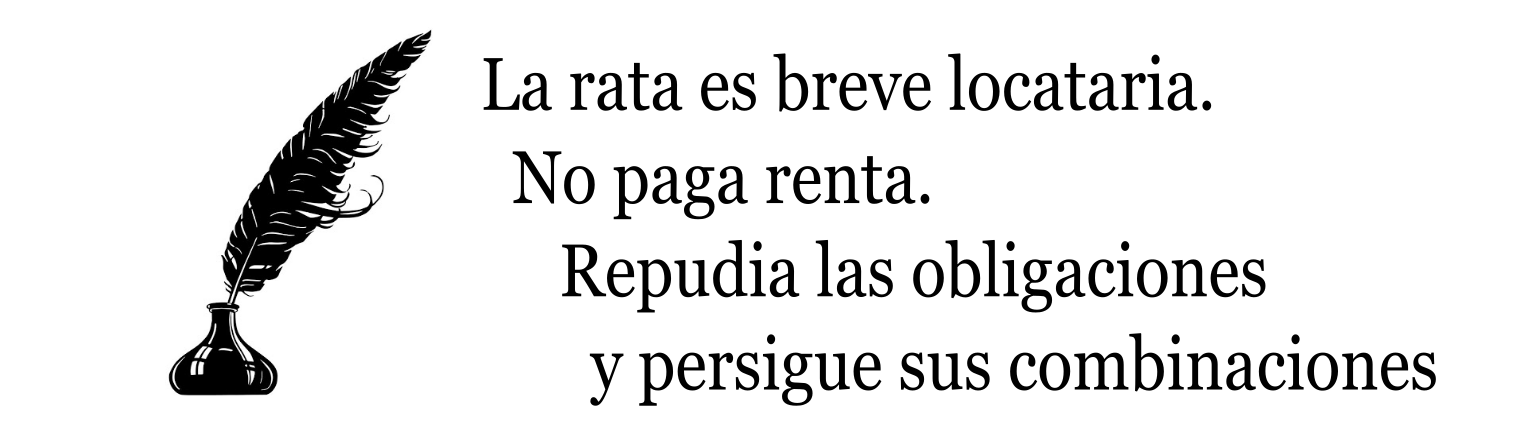 La rata es breve locataria.
No paga renta.
Repudia las obligaciones
y persigue sus combinaciones